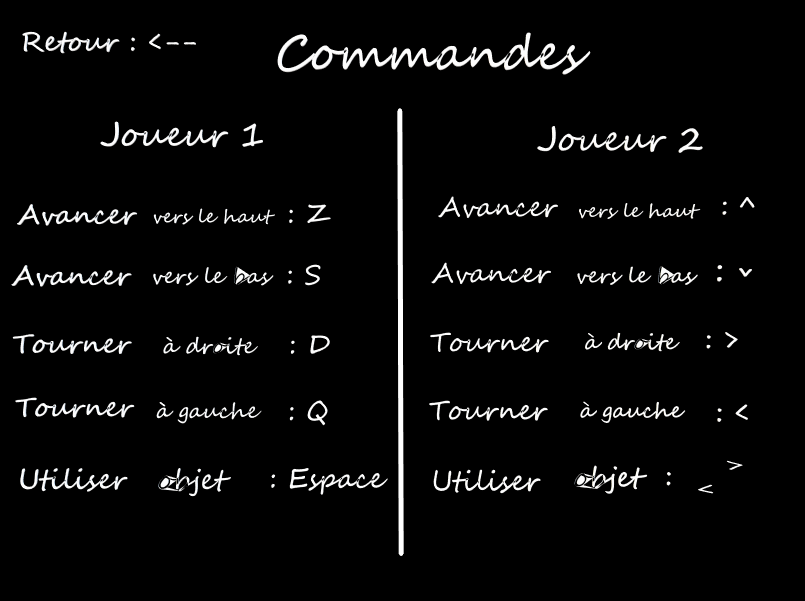 Retour : <--
Commandes
Joueur 1
Avancer vers le haut : Z
Avancer vers le bas : S
Tourner à droite : D
Tourner à gauche : Q
Utiliser objet : Espace
Joueur 2
Avancer vers le haut : ^
Avancer vers le bas : v
Tourner à droite : >
Tourner à gauche : <
Utiliser objet : < >